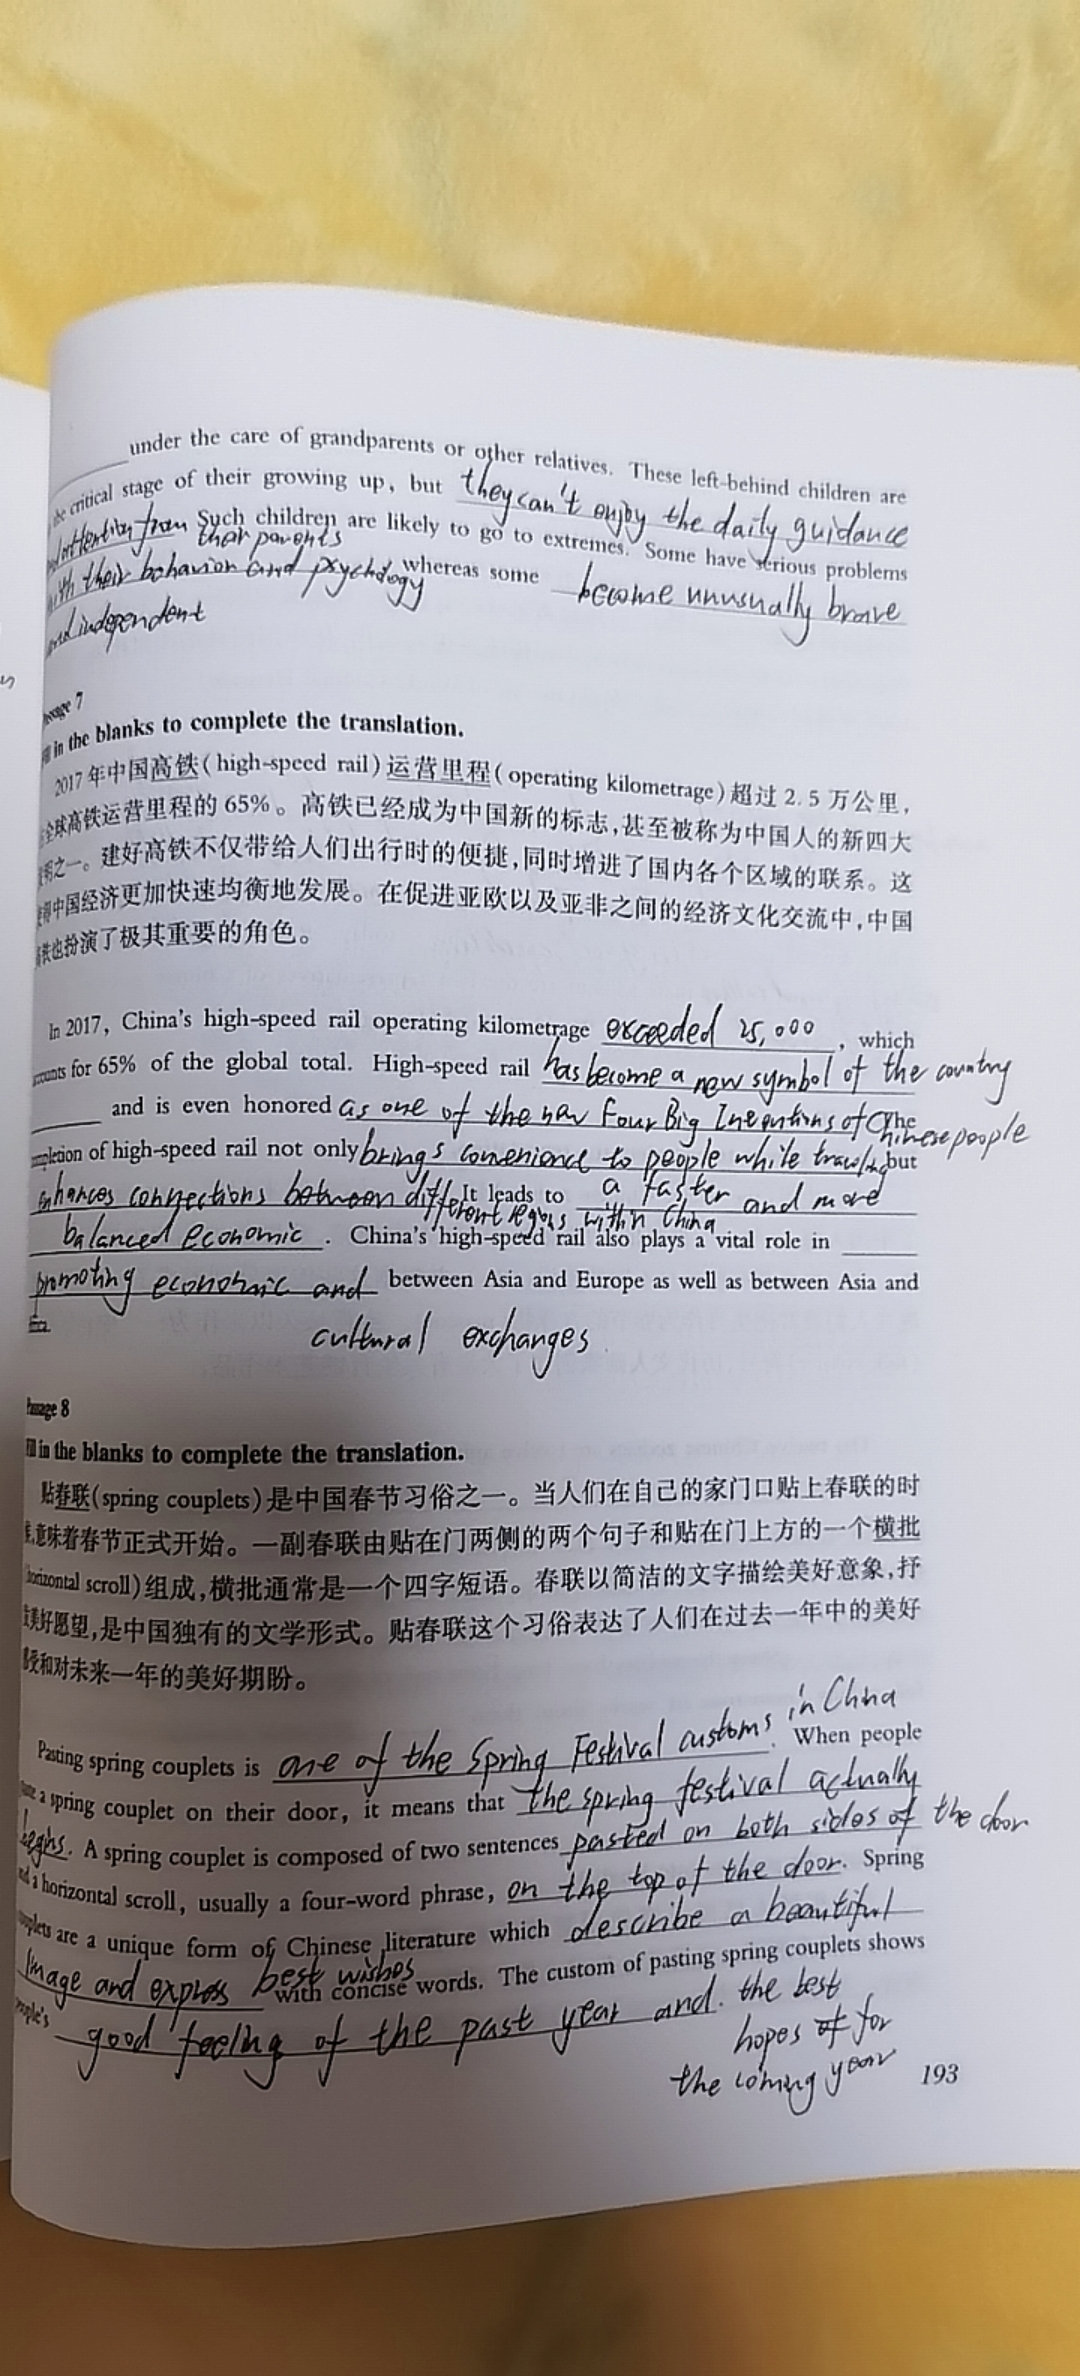 under the care of grandparents or other relatives. These left-behind children are
critical stage of their growing up, but they can't enjoy the daily guidance
attention from their parents Such children are likely to go to extremes. Some have serious problems
with their behavior and psychology whereas some become unusually brave
and independent
7
in the blanks to complete the translation.
2017年中国高铁(high-speed rail)运营里程(operating kilometrage)超过2.5万公里,
全球高铁运营里程的65%。高铁已经成为中国新的标志,甚至被称为中国人的新四大
明之一。建好高铁不仅带给人们出行时的便捷,同时增进了国内各个区域的联系。这
得中国经济更加快速均衡地发展。在促进亚欧以及亚非之间的经济文化交流中,中国
铁也扮演了极其重要的角色。
In 2017, China's high-speed rail operating kilometrage exceeded 25,000, which
for 65% of the global total. High-speed rail has become a new symbol of the country
and is even honored as one of the new Four Big Inventions of Chinese people The
of high-speed rail not only brings convenience to people while traveling but
enhances connections between different regions within China It leads to a faster and more
balanced economic. China's high-speed rail also plays a vital role in
promoting economic and between Asia and Europe as well as between Asia and
cultural exchanges
8
in the blanks to complete the translation.
贴春联(spring couplets)是中国春节习俗之一。当人们在自己的家门口贴上春联的时
,意味着春节正式开始。一副春联由贴在门两侧的两个句子和贴在门上方的一个横批
horizontal scroll)组成,横批通常是一个四字短语。春联以简洁的文字描绘美好意象,抒
美好愿望,是中国独有的文学形式。贴春联这个习俗表达了人们在过去一年中的美好
受和对未来一年的美好期盼。
Pasting spring couplets is one of the Spring Festival customs in China. When people
a spring couplet on their door, it means that the spring festival actually
begins. A spring couplet is composed of two sentences pasted on both sides of the door
a horizontal scroll, usually a four-word phrase, on the top of the door. Spring
are a unique form of Chinese literature which describe a beautiful
image and express best wishes with concise words. The custom of pasting spring couplets shows
good feeling of the past year and the best
hopes for
the coming year
193